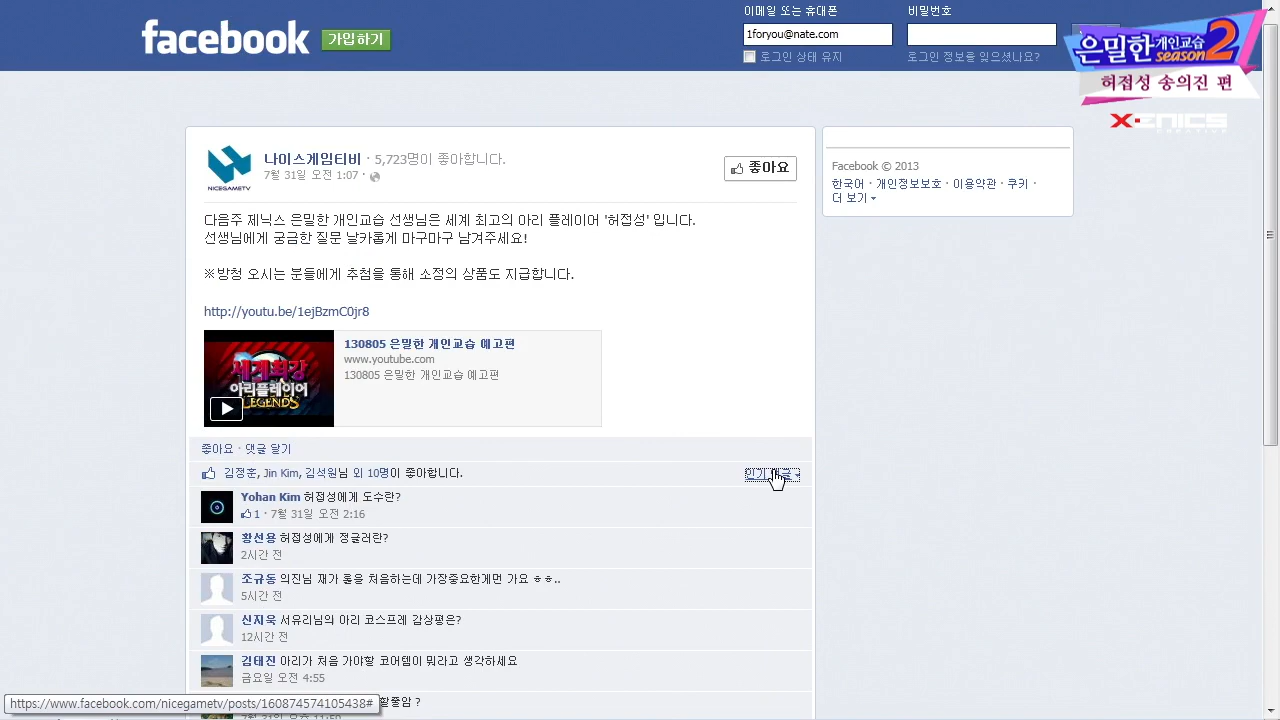 facebook
가입하기
이메일 또는 휴대폰
비밀번호
1foryou@nate.com
로그인 상태 유지
로그인 정보를 잊으셨나요?
은밀한 개인교습 season 2
허접성 송의진 편
X-ENICS
CREATIVE
나이스게임티비 · 5,723명이 좋아합니다.
7월 31일 오전 1:07 ·
NICEGAMETV
좋아요
Facebook © 2013
한국어 · 개인정보보호 · 이용약관 · 쿠키 ·
더 보기
다음주 제닉스 은밀한 개인교습 선생님은 세계 최고의 아리 플레이어 '허접성' 입니다.
선생님에게 궁금한 질문 날카롭게 마구마구 남겨주세요!
※방청 오시는 분들에게 추첨을 통해 소정의 상품도 지급합니다.
http://youtu.be/1ejBzmC0jr8
세계최강
아리플레이어
LEGENDS
130805 은밀한 개인교습 예고편
www.youtube.com
130805 은밀한 개인교습 예고편
좋아요 · 댓글 달기
김정훈, Jin Kim, 김석원님 외 10명이 좋아합니다.
Yohan Kim 허접성에게 도수란?
1 · 7월 31일 오전 2:16
황선용 허접성에게 정글러란?
2시간 전
조규동 의진님 제가 롤을 처음하는데 가장중요한게면 가요 ㅎㅎ..
5시간 전
신지욱 서유리님의 아리 코스프레 감상평은?
12시간 전
김태진 아리가 처음 가야할
금요일 오전 4:55
https://www.facebook.com/nicegametv/posts/160874574105438#